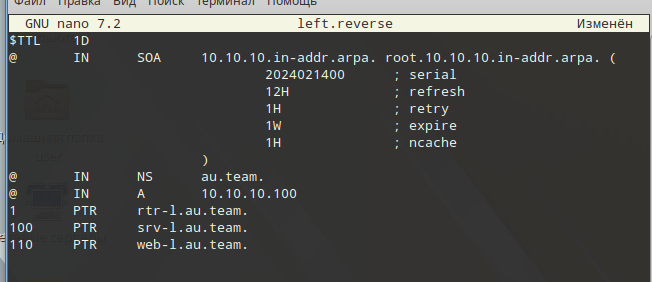 Файл Правка Вид Поиск Терминал Помощь
GNU nano 7.2 left.reverse Изменён
$TTL 1D
@ IN SOA 10.10.10.in-addr.arpa. root.10.10.10.in-addr.arpa. (
2024021400 ; serial
12H ; refresh
1H ; retry
1W ; expire
1H ; ncache
)
@ IN NS au.team.
@ IN A 10.10.10.100
1 PTR rtr-l.au.team.
100 PTR srv-l.au.team.
110 PTR web-l.au.team.